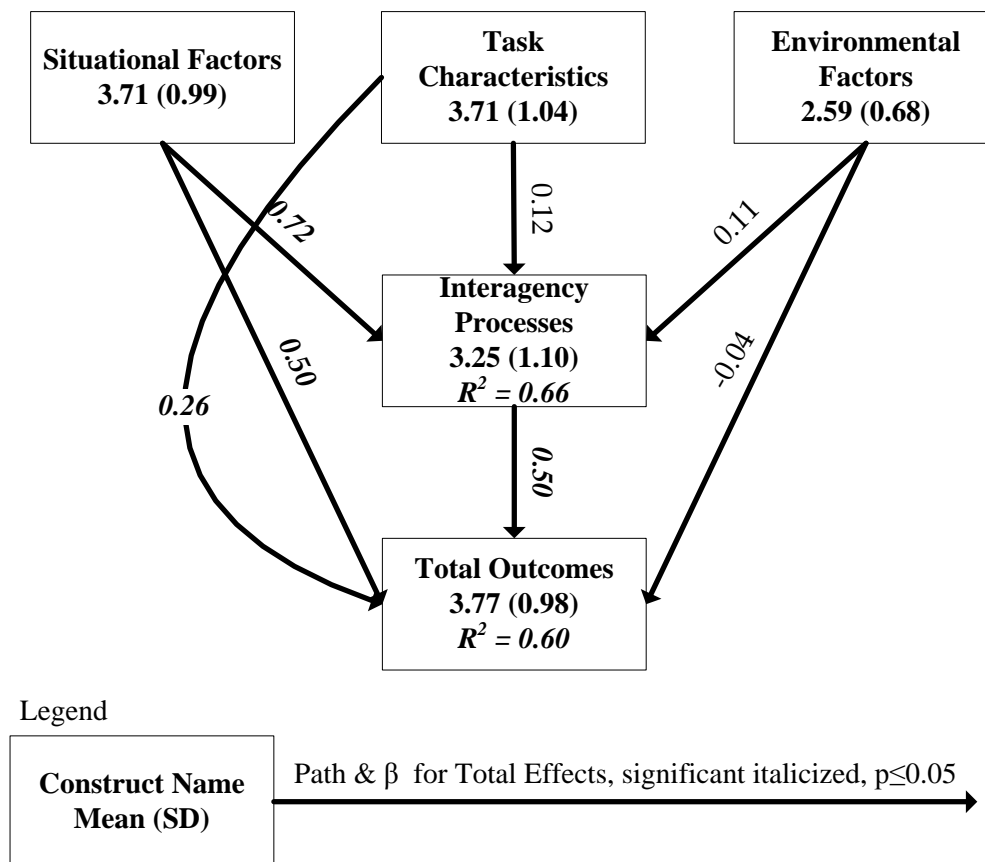 Situational Factors
3.71 (0.99)
Task
Characteristics
3.71 (1.04)
Environmental
Factors
2.59 (0.68)
0.72
0.12
0.11
Interagency
Processes
3.25 (1.10)
R² = 0.66
0.50
-0.04
0.26
0.50
Total Outcomes
3.77 (0.98)
R² = 0.60
Legend
Construct Name
Mean (SD)
Path & β for Total Effects, significant italicized, p≤0.05